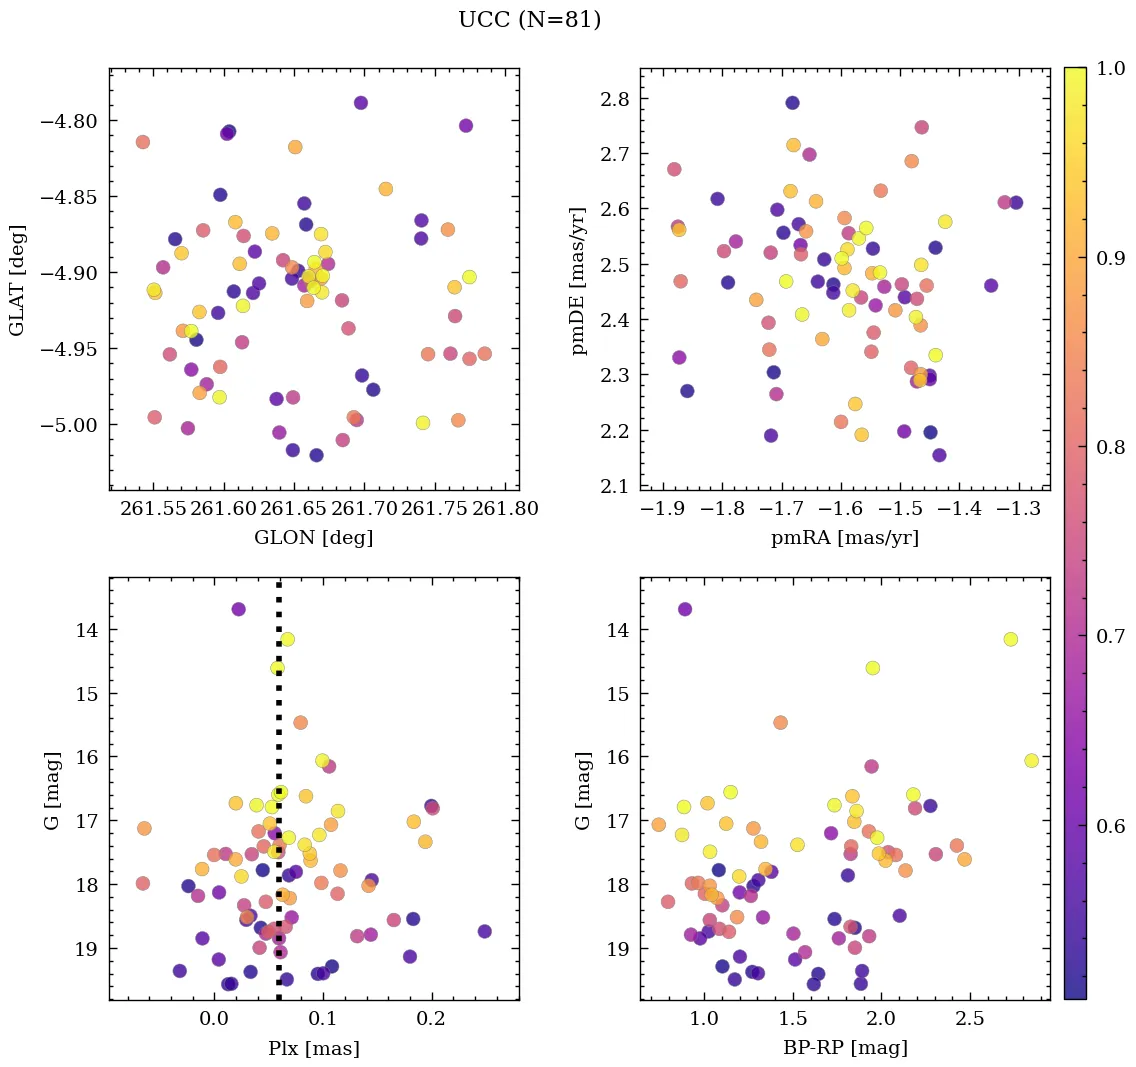 UCC (N=81)
−4.80
−4.85
−4.90
−4.95
−5.00
GLAT [deg]
261.55 261.60 261.65 261.70 261.75 261.80
GLON [deg]
2.8
2.7
2.6
2.5
2.4
2.3
2.2
2.1
pmDE [mas/yr]
−1.9 −1.8 −1.7 −1.6 −1.5 −1.4 −1.3
pmRA [mas/yr]
14
15
16
17
18
19
G [mag]
0.0 0.1 0.2
Plx [mas]
14
15
16
17
18
19
G [mag]
1.0 1.5 2.0 2.5
BP-RP [mag]
1.0
0.9
0.8
0.7
0.6